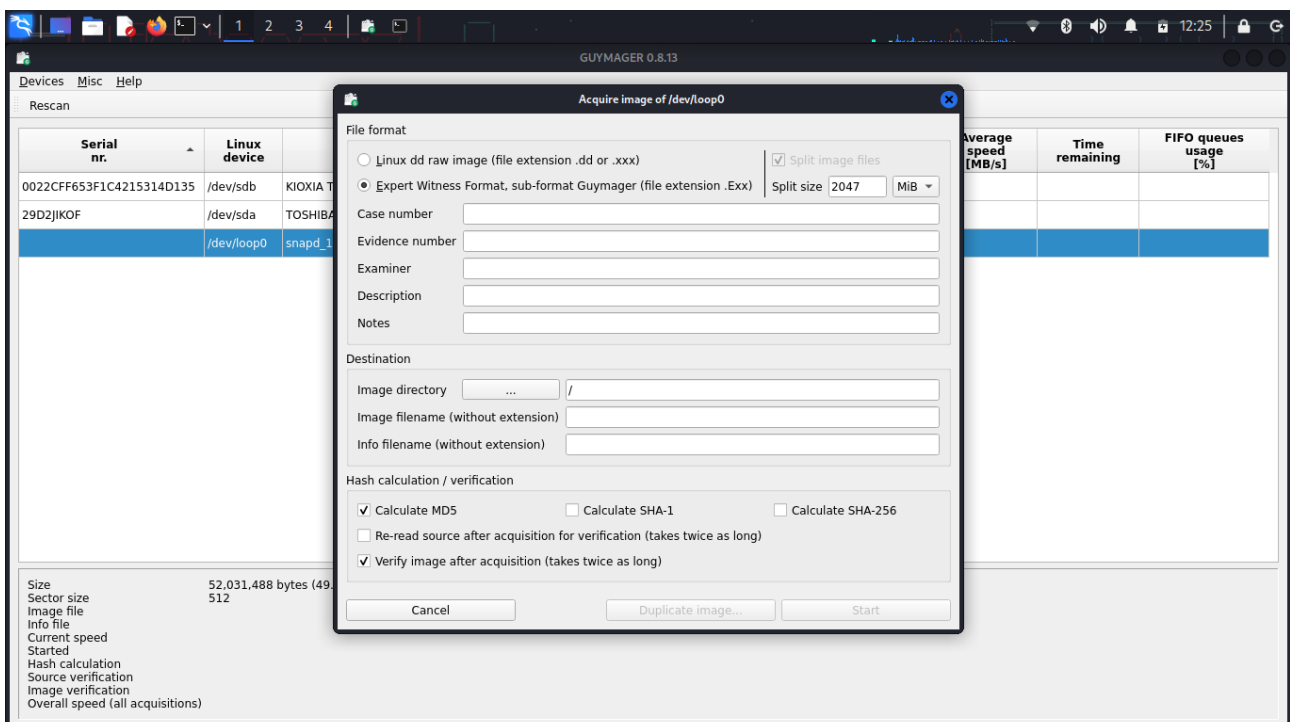 1 2 3 4
12:25
GUYMAGER 0.8.13
Devices Misc Help
Rescan
Serial nr.
Linux device
Average speed [MB/s]
Time remaining
FIFO queues usage [%]
0022CFF653F1C4215314D135 /dev/sdb KIOXIA T
29D2JIKOF /dev/sda TOSHIBA
/dev/loop0 snapd_1
Acquire image of /dev/loop0
File format
Linux dd raw image (file extension .dd or .xxx)
Split image files
Expert Witness Format, sub-format Guymager (file extension .Exx)
Split size 2047 MiB
Case number
Evidence number
Examiner
Description
Notes
Destination
Image directory ... /
Image filename (without extension)
Info filename (without extension)
Hash calculation / verification
Calculate MD5 Calculate SHA-1 Calculate SHA-256
Re-read source after acquisition for verification (takes twice as long)
Verify image after acquisition (takes twice as long)
Cancel Duplicate image... Start
Size 52,031,488 bytes (49.
Sector size 512
Image file
Info file
Current speed
Started
Hash calculation
Source verification
Image verification
Overall speed (all acquisitions)